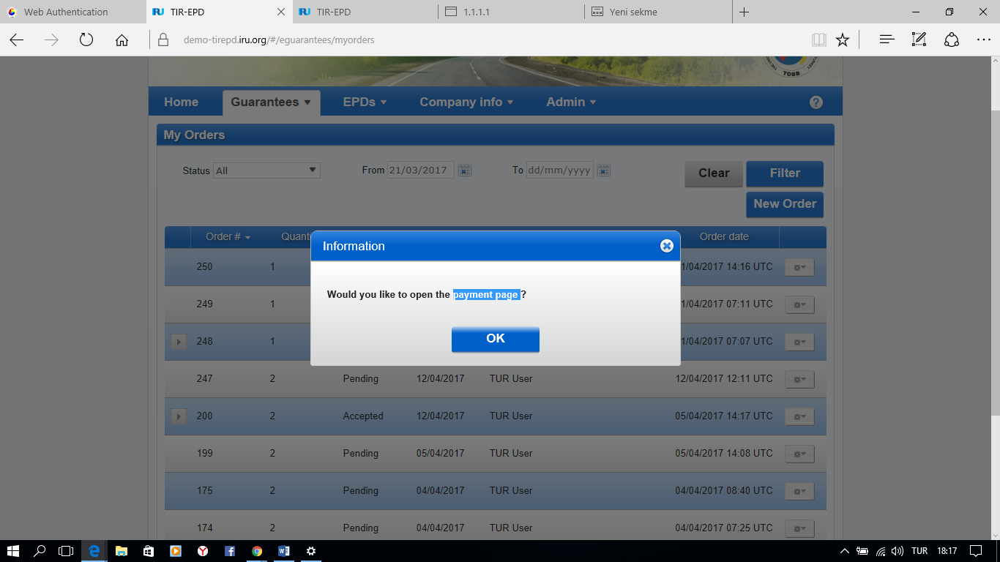 Web Authentication
TIR-EPD
TIR-EPD
1.1.1.1
Yeni sekme
demo-tirepd.iru.org/#/eguarantees/myorders
TOBB
Home Guarantees EPDs Company info Admin ?
My Orders
Status All From 21/03/2017 To dd/mm/yyyy Clear Filter
New Order
Order # Quanti Order date
Information
250 1 1/04/2017 14:16 UTC
Would you like to open the payment page ?
249 1 1/04/2017 07:11 UTC
OK
248 1 1/04/2017 07:07 UTC
247 2 Pending 12/04/2017 TUR User 12/04/2017 12:11 UTC
200 2 Accepted 12/04/2017 TUR User 05/04/2017 14:17 UTC
199 2 Pending 05/04/2017 TUR User 05/04/2017 14:08 UTC
175 2 Pending 04/04/2017 TUR User 04/04/2017 08:40 UTC
174 2 Pending 04/04/2017 TUR User 04/04/2017 07:25 UTC
TUR 18:17